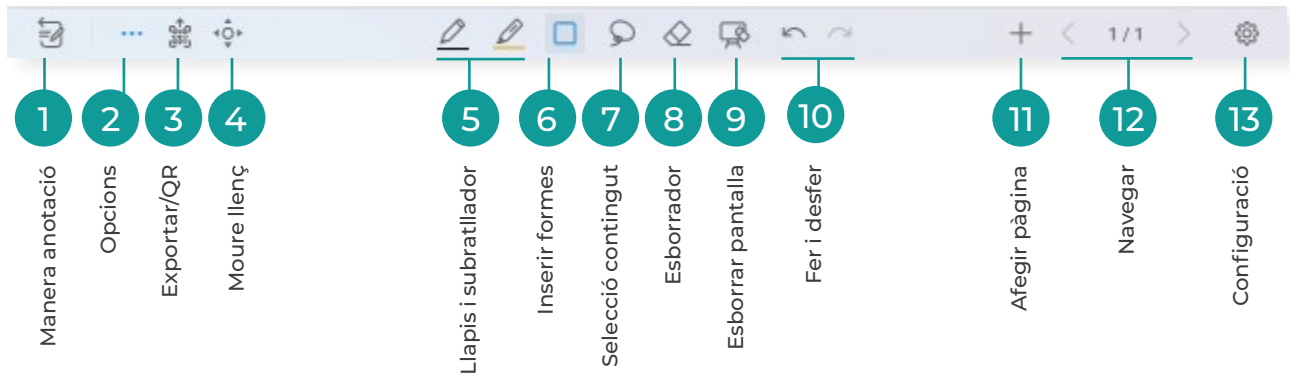 1/1
1
2
3
4
5
6
7
8
9
10
11
12
13
Manera anotació
Opcions
Exportar/QR
Moure llenç
Llapis i subratllador
Inserir formes
Selecció contingut
Esborrador
Esborrar pantalla
Fer i desfer
Afegir pàgina
Navegar
Configuració